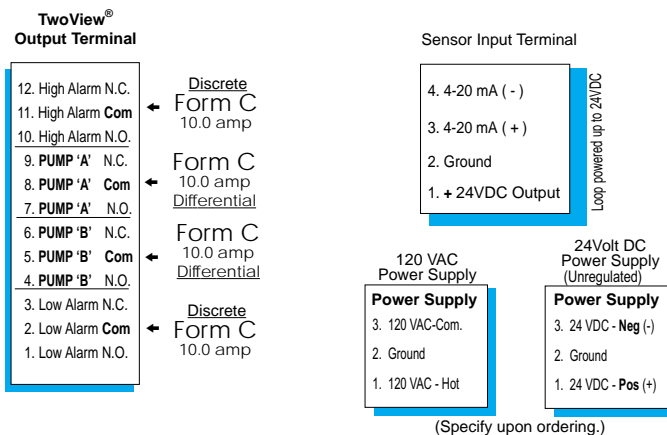 TwoView®
Output Terminal
12. High Alarm N.C.
11. High Alarm Com
10. High Alarm N.O.
9. PUMP ‘A’ N.C.
8. PUMP ‘A’ Com
7. PUMP ‘A’ N.O.
6. PUMP ‘B’ N.C.
5. PUMP ‘B’ Com
4. PUMP ‘B’ N.O.
3. Low Alarm N.C.
2. Low Alarm Com
1. Low Alarm N.O.
Discrete
Form C
10.0 amp
Form C
10.0 amp
Differential
Form C
10.0 amp
Differential
Discrete
Form C
10.0 amp
Sensor Input Terminal
4. 4-20 mA ( - )
3. 4-20 mA ( + )
2. Ground
1. + 24VDC Output
Loop powered up to 24VDC
120 VAC
Power Supply
Power Supply
3. 120 VAC-Com.
2. Ground
1. 120 VAC - Hot
24Volt DC
Power Supply
(Unregulated)
Power Supply
3. 24 VDC - Neg (-)
2. Ground
1. 24 VDC - Pos (+)
(Specify upon ordering.)